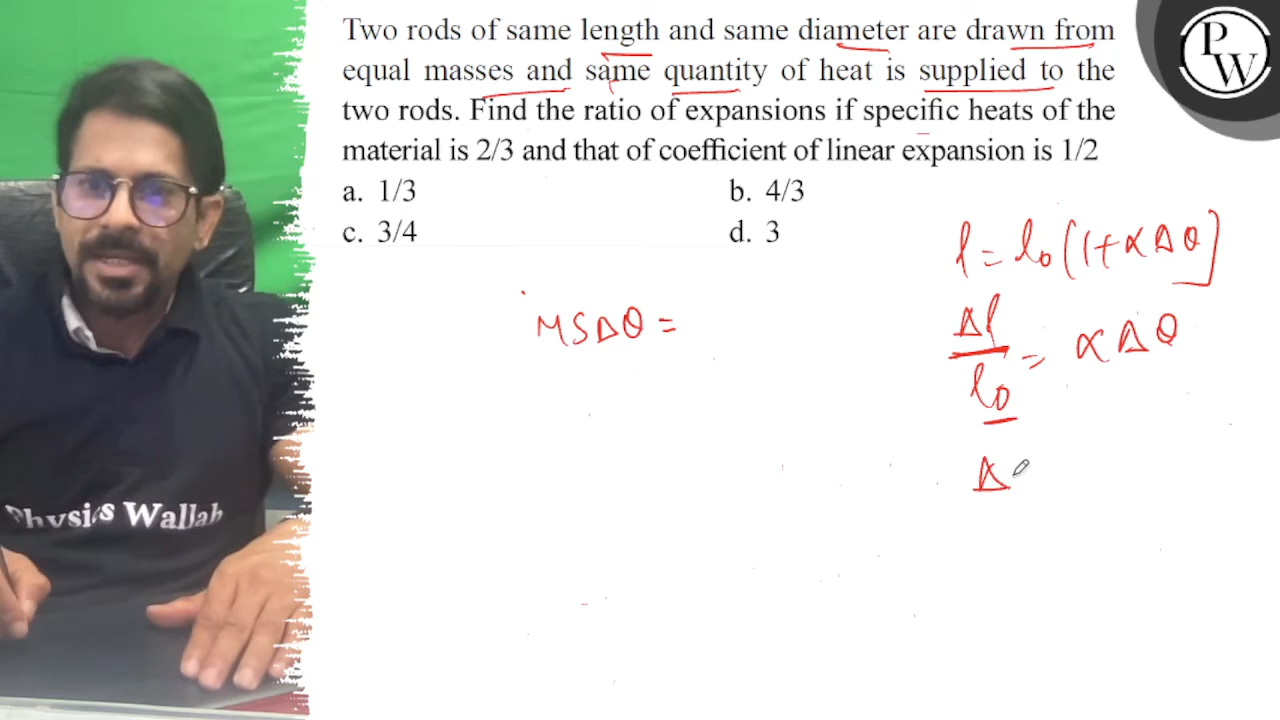 Two rods of same length and same diameter are drawn from
equal masses and same quantity of heat is supplied to the
two rods. Find the ratio of expansions if specific heats of the
material is 2/3 and that of coefficient of linear expansion is 1/2
a. 1/3
b. 4/3
c. 3/4
d. 3
l = l₀ [1+αΔθ]
MSΔθ =
Δl/l₀ = αΔθ
Δ
PW
Physics Wallah